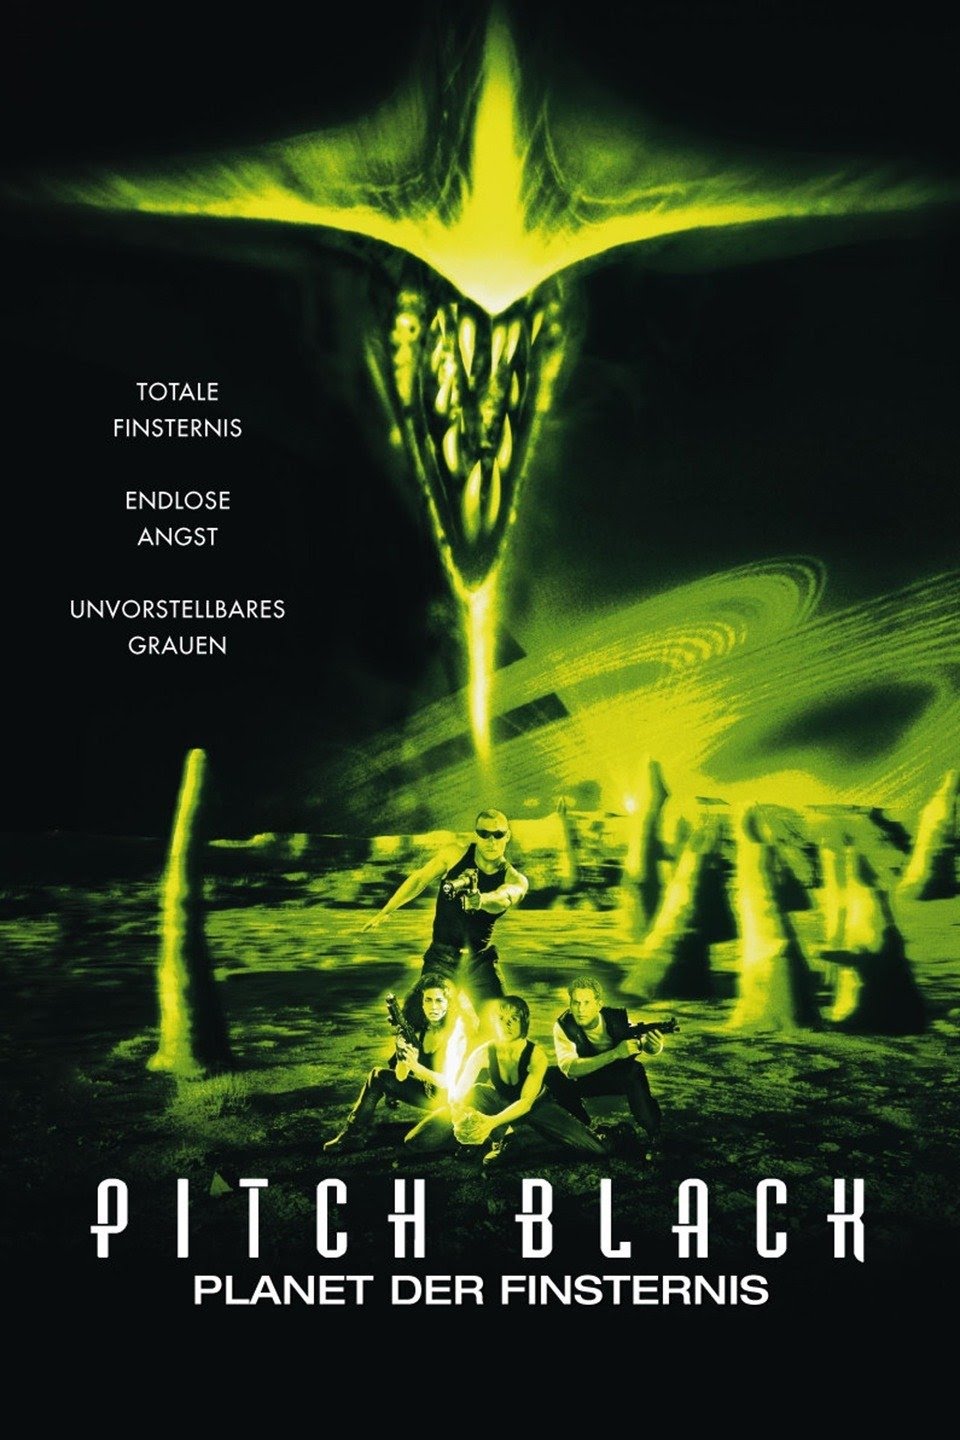 TOTALE
FINSTERNIS
ENDLOSE
ANGST
UNVORSTELLBARES
GRAUEN
PITCH BLACK
PLANET DER FINSTERNIS